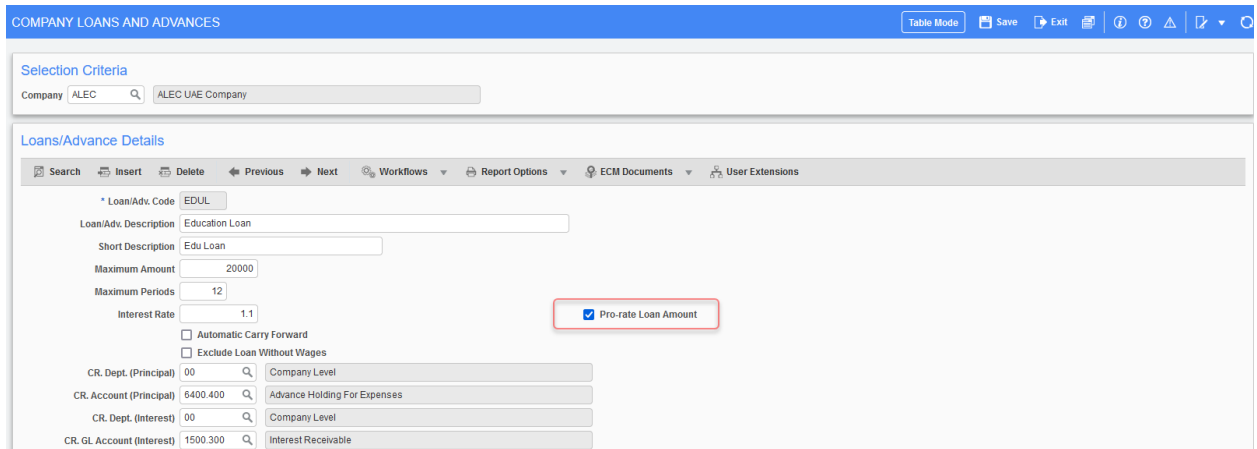 COMPANY LOANS AND ADVANCES Table Mode Save Exit
Selection Criteria
Company ALEC ALEC UAE Company
Loans/Advance Details
Search Insert Delete Previous Next Workflows Report Options ECM Documents User Extensions
* Loan/Adv. Code EDUL
Loan/Adv. Description Education Loan
Short Description Edu Loan
Maximum Amount 20000
Maximum Periods 12
Interest Rate 1.1 Pro-rate Loan Amount
Automatic Carry Forward
Exclude Loan Without Wages
CR. Dept. (Principal) 00 Company Level
CR. Account (Principal) 6400.400 Advance Holding For Expenses
CR. Dept. (Interest) 00 Company Level
CR. GL Account (Interest) 1500.300 Interest Receivable